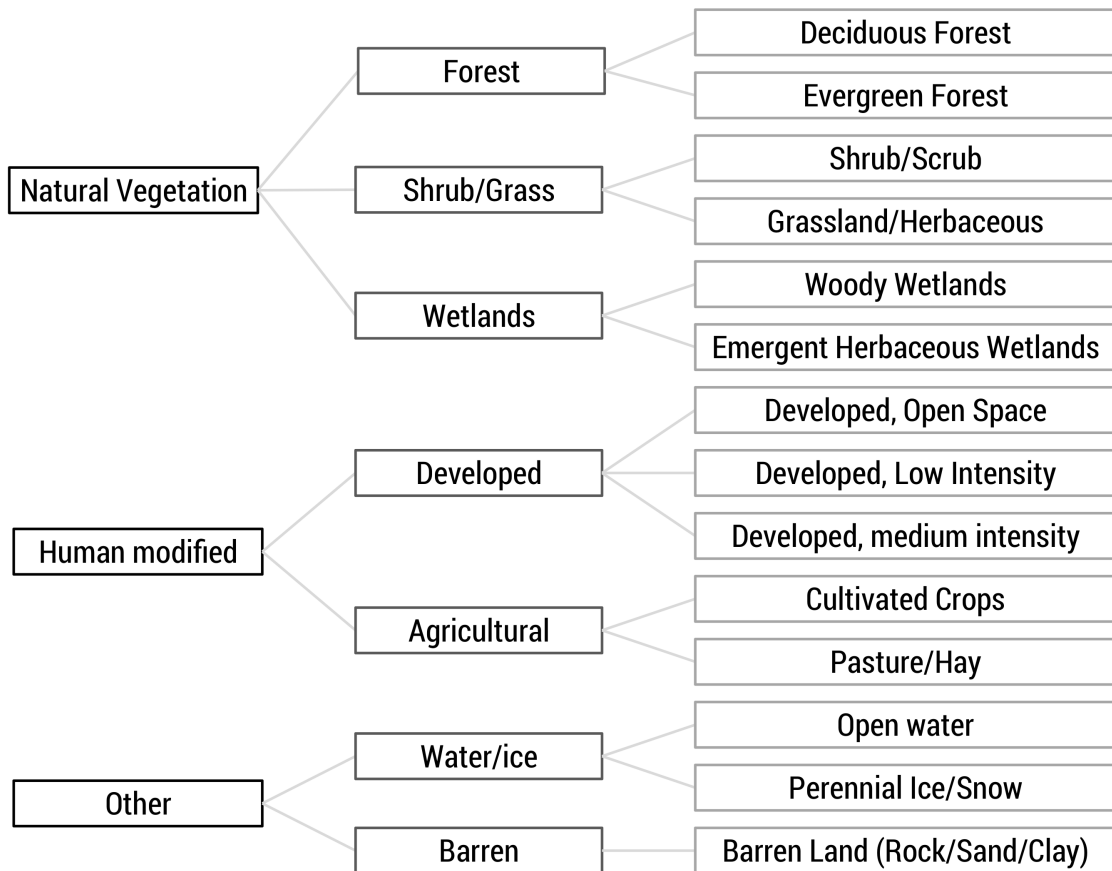 Deciduous Forest
Forest
Evergreen Forest
Shrub/Scrub
Natural Vegetation
Shrub/Grass
Grassland/Herbaceous
Woody Wetlands
Wetlands
Emergent Herbaceous Wetlands
Developed, Open Space
Developed
Developed, Low Intensity
Developed, medium intensity
Human modified
Cultivated Crops
Agricultural
Pasture/Hay
Open water
Water/ice
Perennial Ice/Snow
Other
Barren
Barren Land (Rock/Sand/Clay)